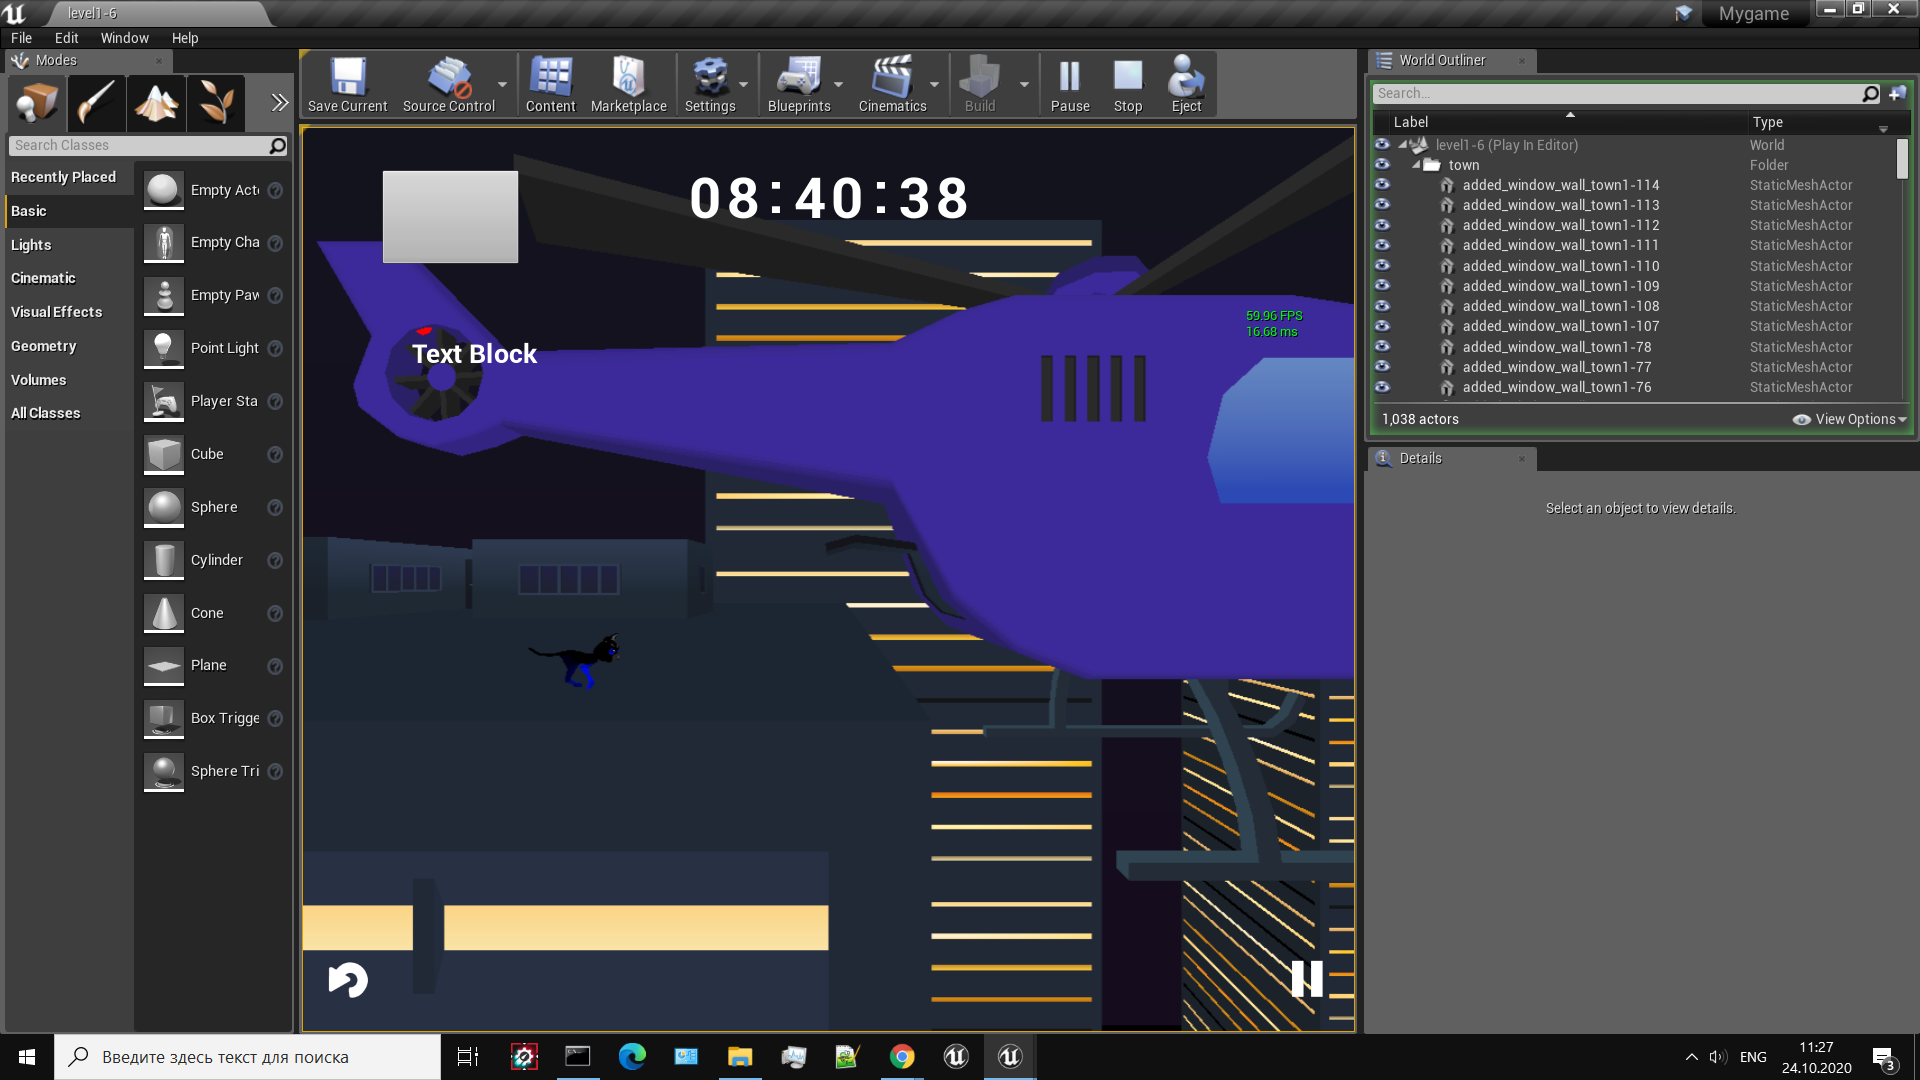 level1-6
Mygame
File Edit Window Help
Modes
Search Classes
Recently Placed
Basic
Lights
Cinematic
Visual Effects
Geometry
Volumes
All Classes
Empty Acto
Empty Cha
Empty Paw
Point Light
Player Sta
Cube
Sphere
Cylinder
Cone
Plane
Box Trigge
Sphere Tri
Save Current
Source Control
Content
Marketplace
Settings
Blueprints
Cinematics
Build
Pause
Stop
Eject
08:40:38
59.96 FPS
16.68 ms
Text Block
World Outliner
Search...
Label Type
level1-6 (Play In Editor) World
town Folder
added_window_wall_town1-114 StaticMeshActor
added_window_wall_town1-113 StaticMeshActor
added_window_wall_town1-112 StaticMeshActor
added_window_wall_town1-111 StaticMeshActor
added_window_wall_town1-110 StaticMeshActor
added_window_wall_town1-109 StaticMeshActor
added_window_wall_town1-108 StaticMeshActor
added_window_wall_town1-107 StaticMeshActor
added_window_wall_town1-78 StaticMeshActor
added_window_wall_town1-77 StaticMeshActor
added_window_wall_town1-76 StaticMeshActor
1,038 actors
View Options
Details
Select an object to view details.
Введите здесь текст для поиска
ENG
11:27
24.10.2020
3